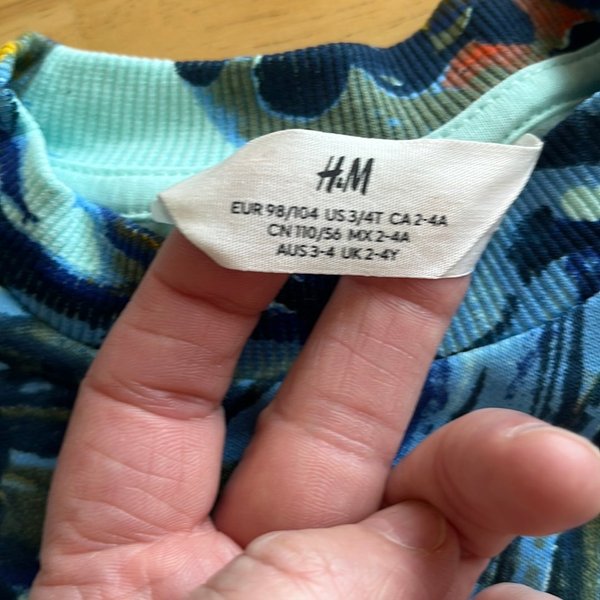 H&M
EUR 98/104 US 3/4T CA 2-4A
CN 110/56 MX 2-4A
AUS 3-4 UK 2-4Y